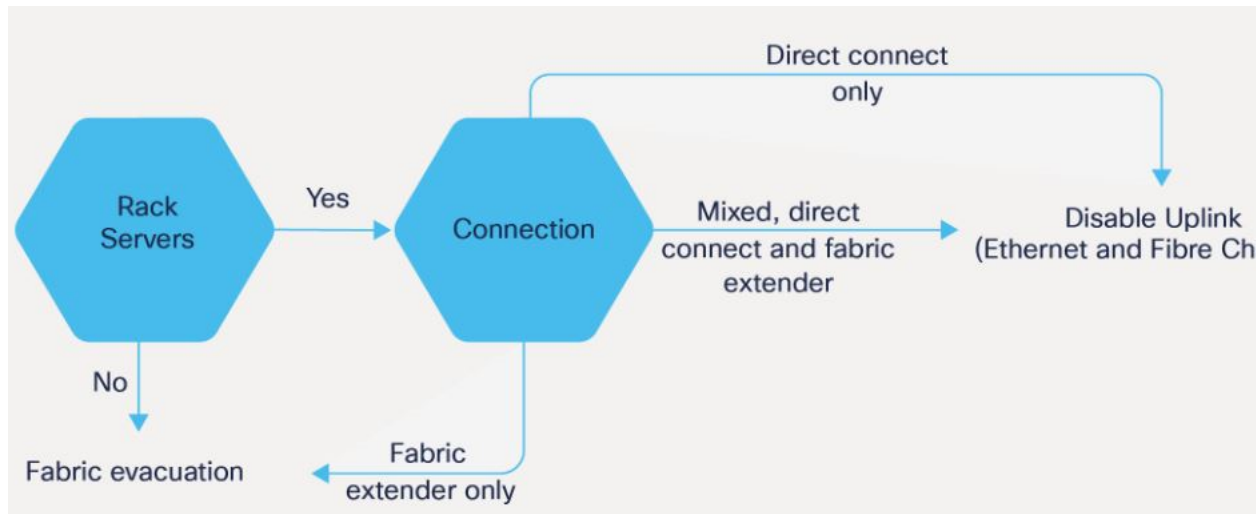 Direct connect
only
Rack
Servers
Yes
Connection
Mixed, direct
connect and fabric
extender
Disable Uplink
(Ethernet and Fibre Ch
No
Fabric evacuation
Fabric
extender only